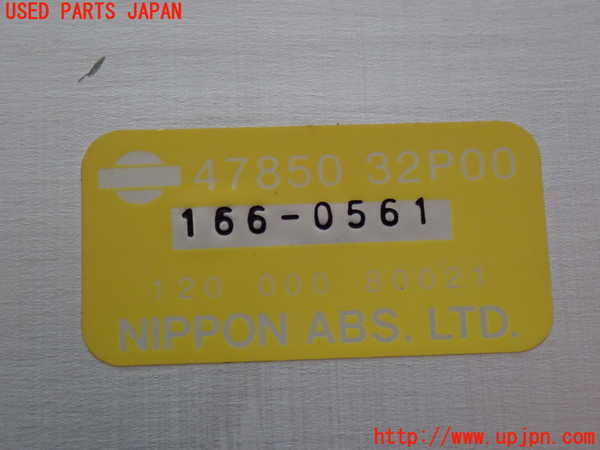 USED PARTS JAPAN
47850 32P00
166-0561
120 000 80021
NIPPON ABS. LTD.
http://www.upjpn.com